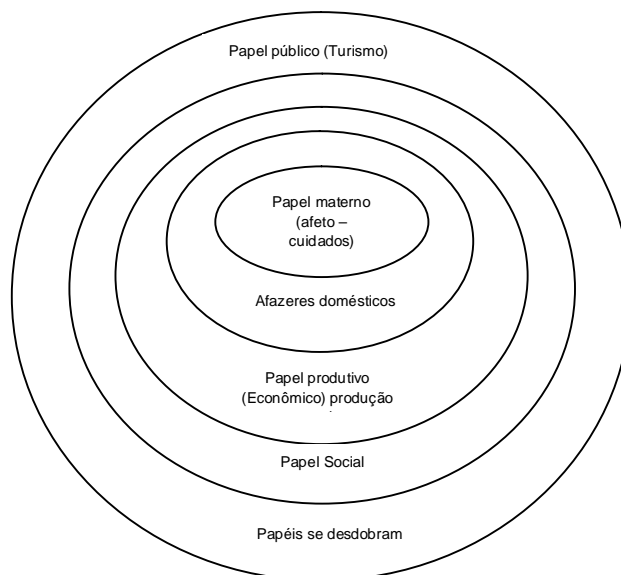 Papel público (Turismo)
Papel materno
(afeto –
cuidados)
Afazeres domésticos
Papel produtivo
(Econômico) produção
Papel Social
Papéis se desdobram